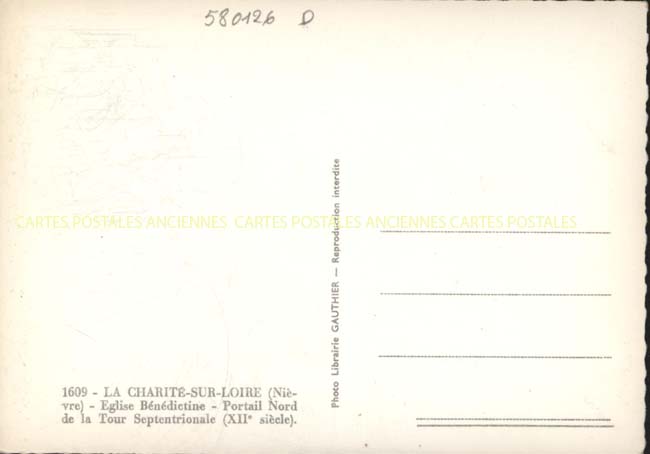 580126 D
CARTES POSTALES ANCIENNES CARTES POSTALES ANCIENNES CARTES POSTALES
Photo Librairie GAUTHIER — Reproduction interdite
1609 - LA CHARITÉ-SUR-LOIRE (Niè-
vre) - Eglise Bénédictine - Portail Nord
de la Tour Septentrionale (XIIe siècle).